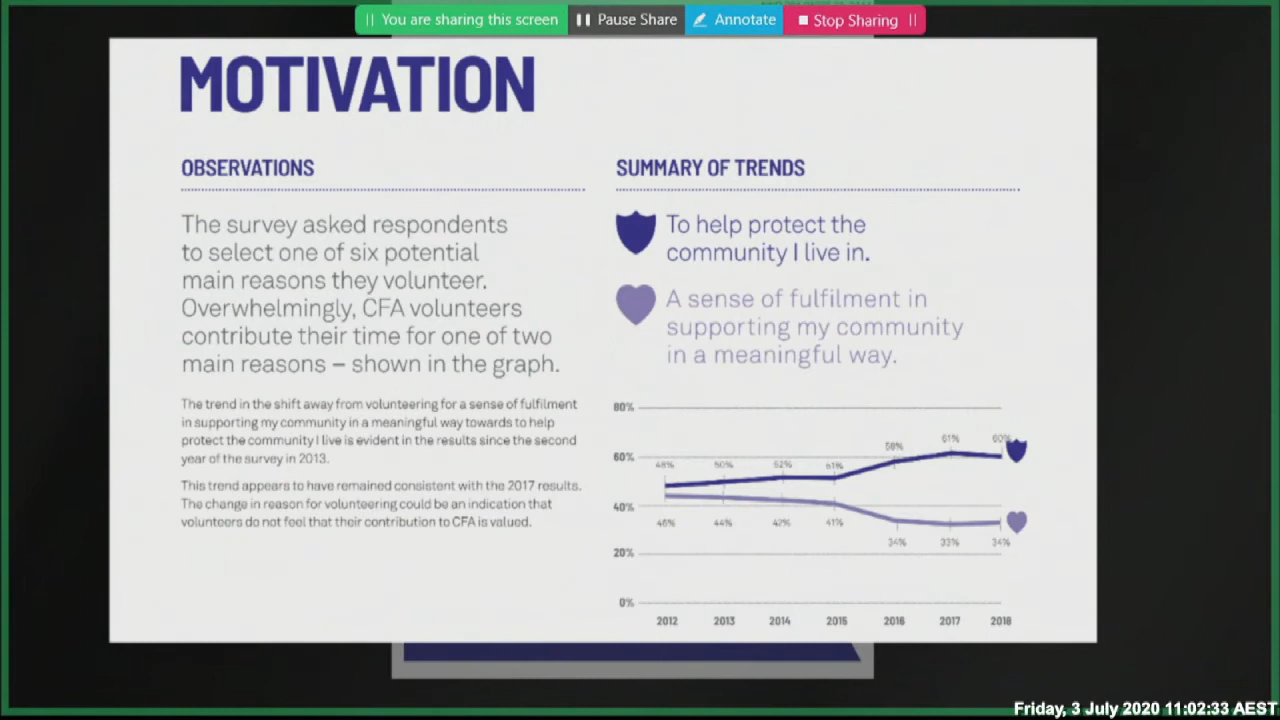 You are sharing this screen
Pause Share
Annotate
Stop Sharing
MOTIVATION
OBSERVATIONS
The survey asked respondents
to select one of six potential
main reasons they volunteer.
Overwhelmingly, CFA volunteers
contribute their time for one of two
main reasons – shown in the graph.
The trend in the shift away from volunteering for a sense of fulfilment
in supporting my community in a meaningful way towards to help
protect the community I live is evident in the results since the second
year of the survey in 2013.
This trend appears to have remained consistent with the 2017 results.
The change in reason for volunteering could be an indication that
volunteers do not feel that their contribution to CFA is valued.
SUMMARY OF TRENDS
To help protect the
community I live in.
A sense of fulfilment in
supporting my community
in a meaningful way.
80%
60%
40%
20%
0%
48% 50% 52% 51% 58% 61% 60%
46% 44% 42% 41% 34% 33% 34%
2012 2013 2014 2015 2016 2017 2018
Friday, 3 July 2020 11:02:33 AEST